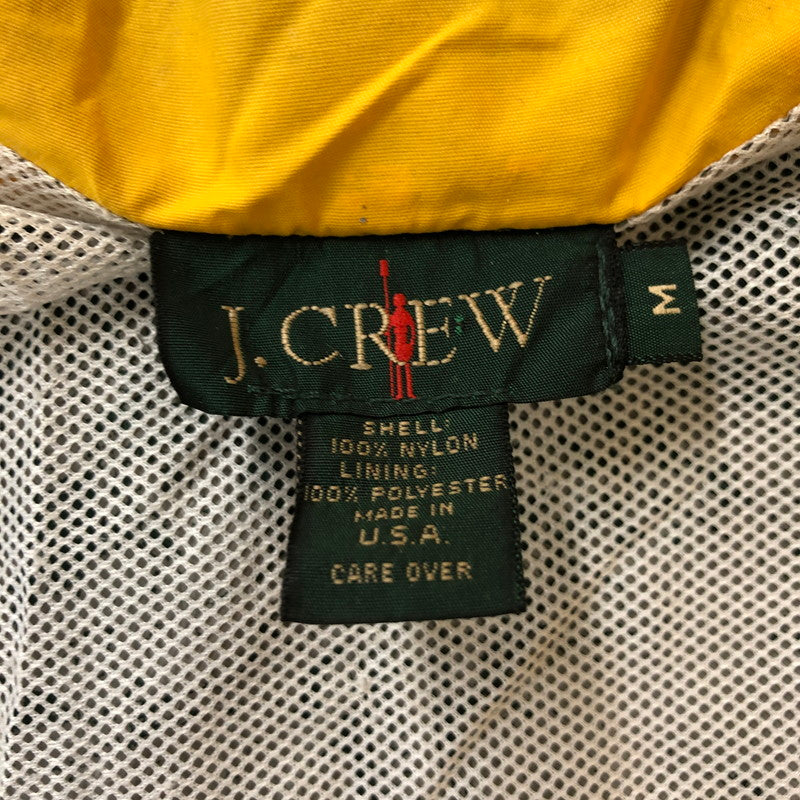 J. CREW
M
SHELL:
100% NYLON
LINING:
100% POLYESTER
MADE IN
U.S.A.
CARE OVER